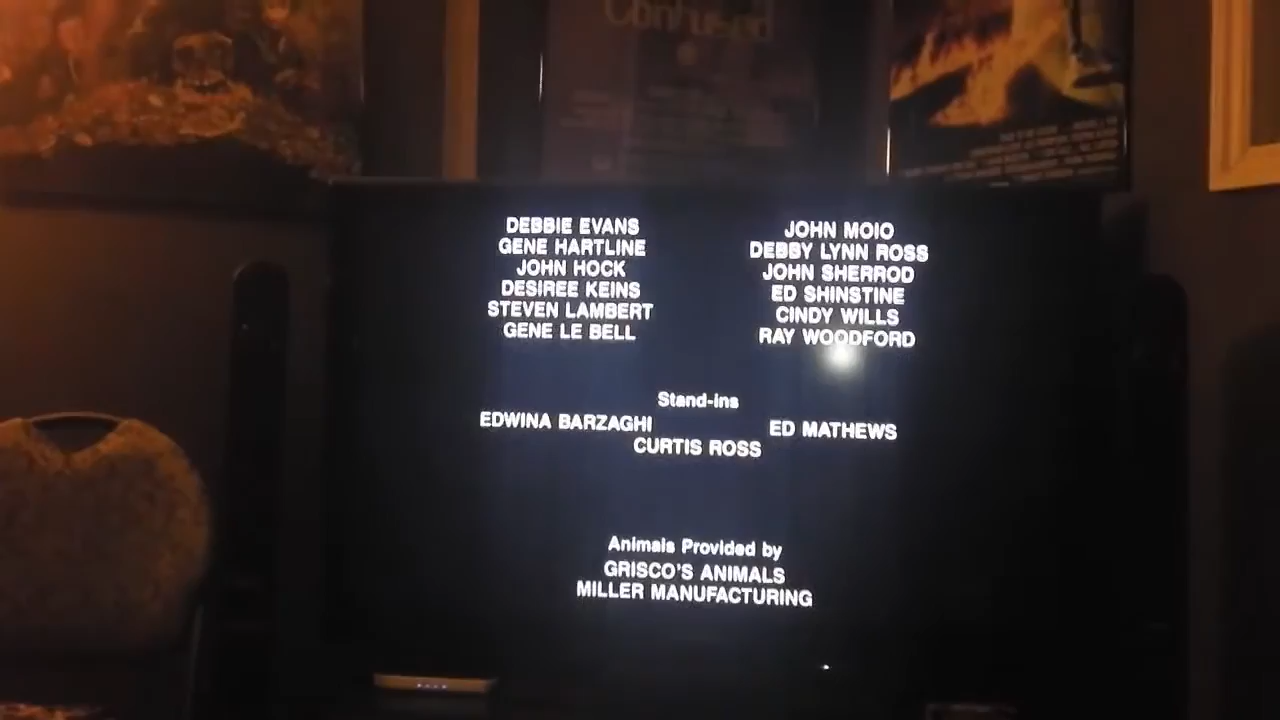 Confused
DEBBIE EVANS
GENE HARTLINE
JOHN HOCK
DESIREE KEINS
STEVEN LAMBERT
GENE LE BELL
JOHN MOIO
DEBBY LYNN ROSS
JOHN SHERROD
ED SHINSTINE
CINDY WILLS
RAY WOODFORD
Stand-ins
EDWINA BARZAGHI
ED MATHEWS
CURTIS ROSS
Animals Provided by
GRISCO'S ANIMALS
MILLER MANUFACTURING